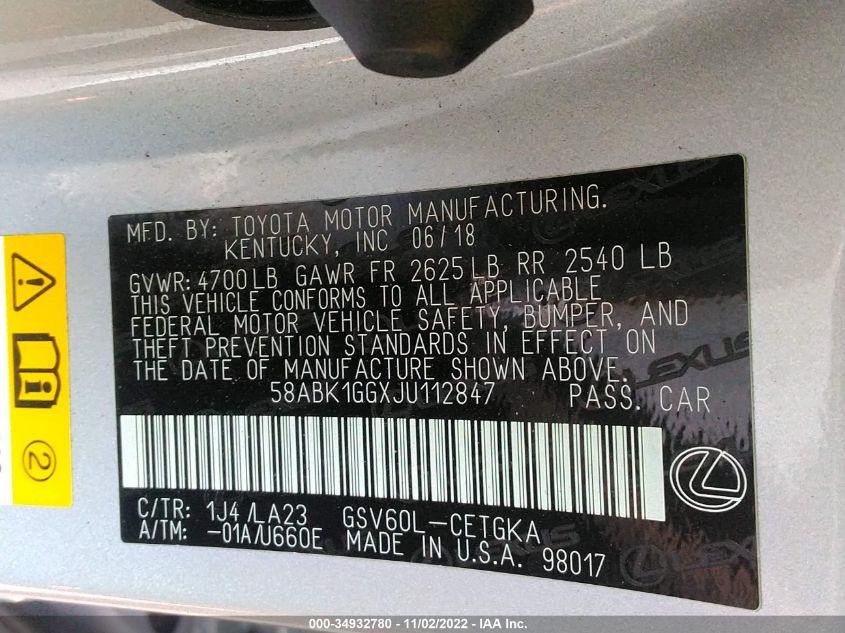 MFD. BY: TOYOTA MOTOR MANUFACTURING.
KENTUCKY, INC 06/18
GVWR: 4700LB GAWR FR 2625LB RR 2540 LB
THIS VEHICLE CONFORMS TO ALL APPLICABLE
FEDERAL MOTOR VEHICLE SAFETY, BUMPER, AND
THEFT PREVENTION STANDARDS IN EFFECT ON
THE DATE OF MANUFACTURE SHOWN ABOVE.
58ABK1GGXJU112847 PASS. CAR
C/TR: 1J4/LA23 GSV60L-CETGKA
A/TM: -01A/U660E MADE IN U.S.A. 98017
LEXUS
2
000-34932780 - 11/02/2022 - IAA Inc.